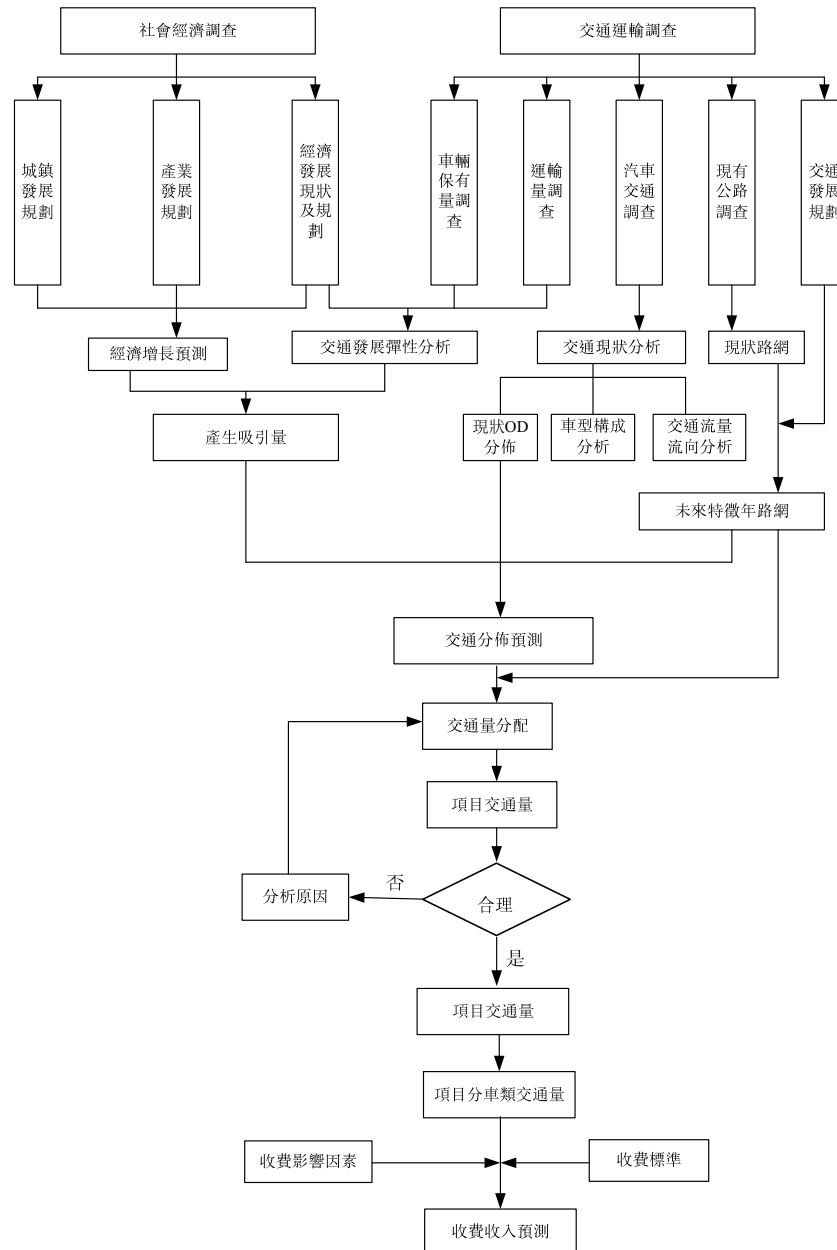 社會經濟調查
交通運輸調查
城鎮
發展
規劃
產業
發展
規劃
經濟
發展
現狀
及規
劃
車輛
保有
量調
查
運輸
量調
查
汽車
交通
調查
現有
公路
調查
交通
發展
規劃
經濟增長預測
交通發展彈性分析
交通現狀分析
現狀路網
產生吸引量
現狀OD
分佈
車型構成
分析
交通流量
流向分析
未來特徵年路網
交通分佈預測
交通量分配
項目交通量
分析原因
否
合理
是
項目交通量
項目分車類交通量
收費影響因素
收費標準
收費收入預測